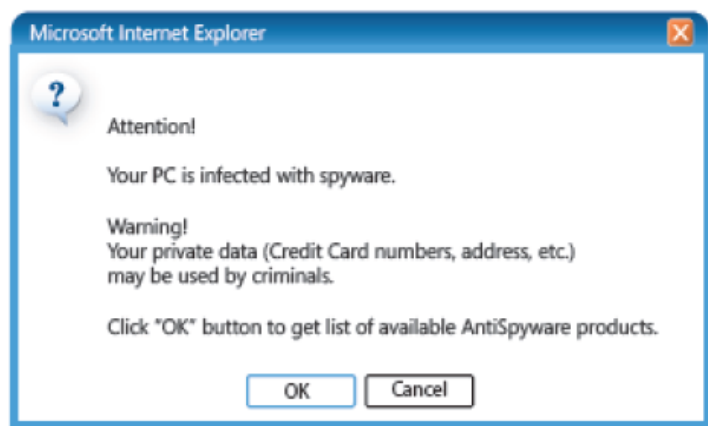 Microsoft Internet Explorer
?
Attention!
Your PC is infected with spyware.
Warning!
Your private data (Credit Card numbers, address, etc.)
may be used by criminals.
Click "OK" button to get list of available AntiSpyware products.
OK
Cancel